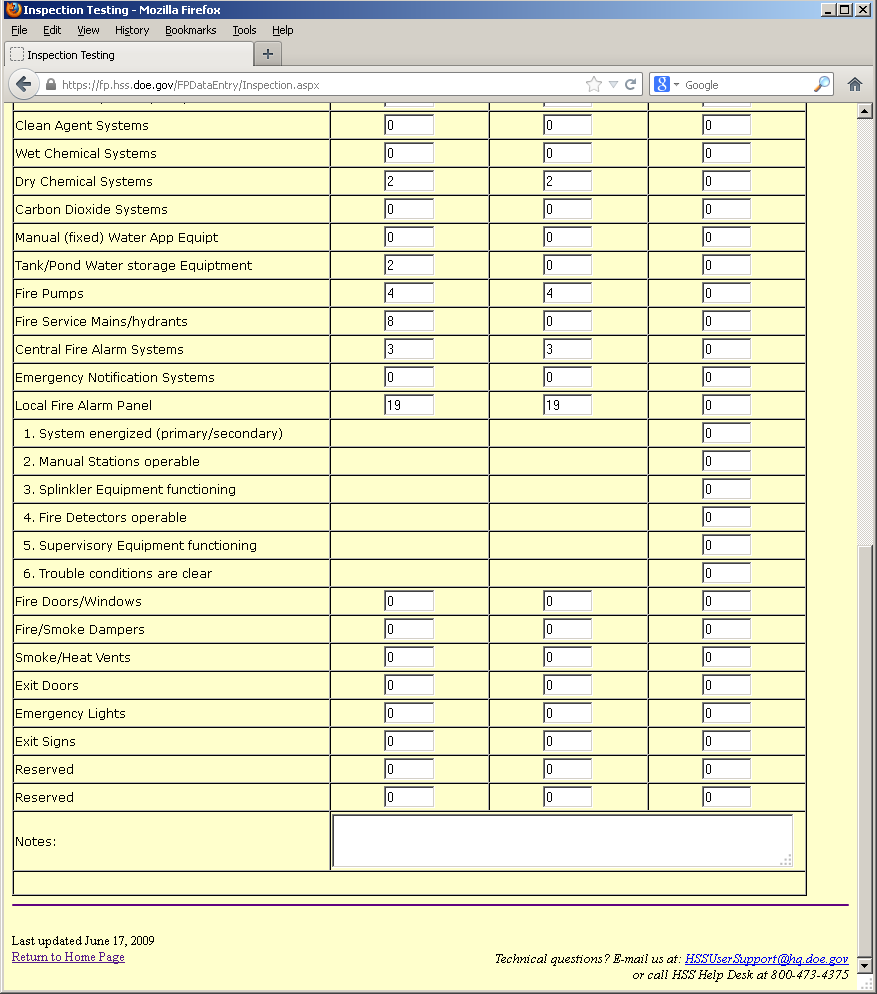 Inspection Testing - Mozilla Firefox
File Edit View History Bookmarks Tools Help
Inspection Testing
https://fp.hss.doe.gov/FPDataEntry/Inspection.aspx Google
Clean Agent Systems 0 0 0
Wet Chemical Systems 0 0 0
Dry Chemical Systems 2 2 0
Carbon Dioxide Systems 0 0 0
Manual (fixed) Water App Equipt 0 0 0
Tank/Pond Water storage Equiptment 2 0 0
Fire Pumps 4 4 0
Fire Service Mains/hydrants 8 0 0
Central Fire Alarm Systems 3 3 0
Emergency Notification Systems 0 0 0
Local Fire Alarm Panel 19 19 0
1. System energized (primary/secondary) 0
2. Manual Stations operable 0
3. Splinkler Equipment functioning 0
4. Fire Detectors operable 0
5. Supervisory Equipment functioning 0
6. Trouble conditions are clear 0
Fire Doors/Windows 0 0 0
Fire/Smoke Dampers 0 0 0
Smoke/Heat Vents 0 0 0
Exit Doors 0 0 0
Emergency Lights 0 0 0
Exit Signs 0 0 0
Reserved 0 0 0
Reserved 0 0 0
Notes:
Last updated June 17, 2009
Return to Home Page
Technical questions? E-mail us at: HSSUserSupport@hq.doe.gov
or call HSS Help Desk at 800-473-4375